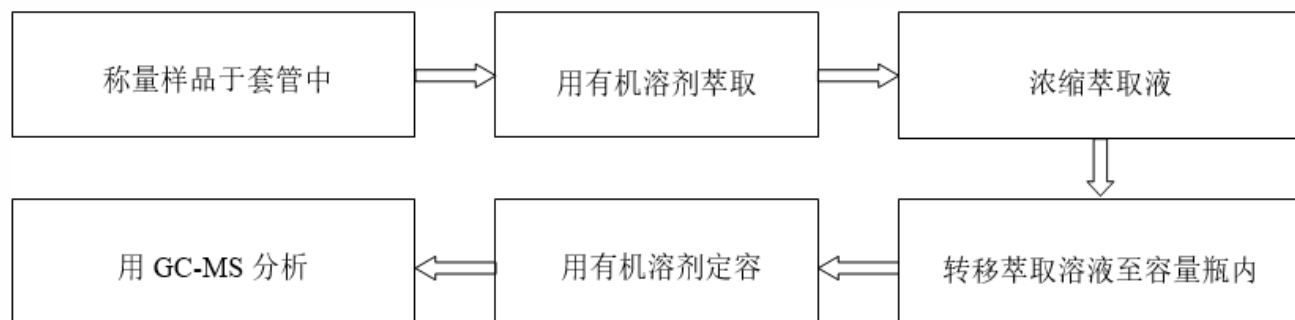 称量样品于套管中
用有机溶剂萃取
浓缩萃取液
转移萃取溶液至容量瓶内
用有机溶剂定容
用 GC-MS 分析